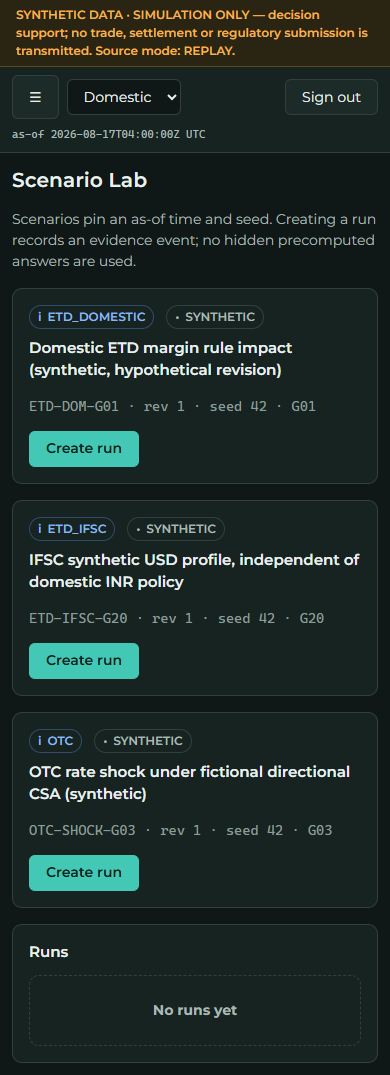 SYNTHETIC DATA · SIMULATION ONLY — decision
support; no trade, settlement or regulatory submission is
transmitted. Source mode: REPLAY.
☰ Domestic Sign out
as-of 2026-08-17T04:00:00Z UTC
Scenario Lab
Scenarios pin an as-of time and seed. Creating a run
records an evidence event; no hidden precomputed
answers are used.
i ETD_DOMESTIC · SYNTHETIC
Domestic ETD margin rule impact
(synthetic, hypothetical revision)
ETD-DOM-G01 · rev 1 · seed 42 · G01
Create run
i ETD_IFSC · SYNTHETIC
IFSC synthetic USD profile, independent of
domestic INR policy
ETD-IFSC-G20 · rev 1 · seed 42 · G20
Create run
i OTC · SYNTHETIC
OTC rate shock under fictional directional
CSA (synthetic)
OTC-SHOCK-G03 · rev 1 · seed 42 · G03
Create run
Runs
No runs yet